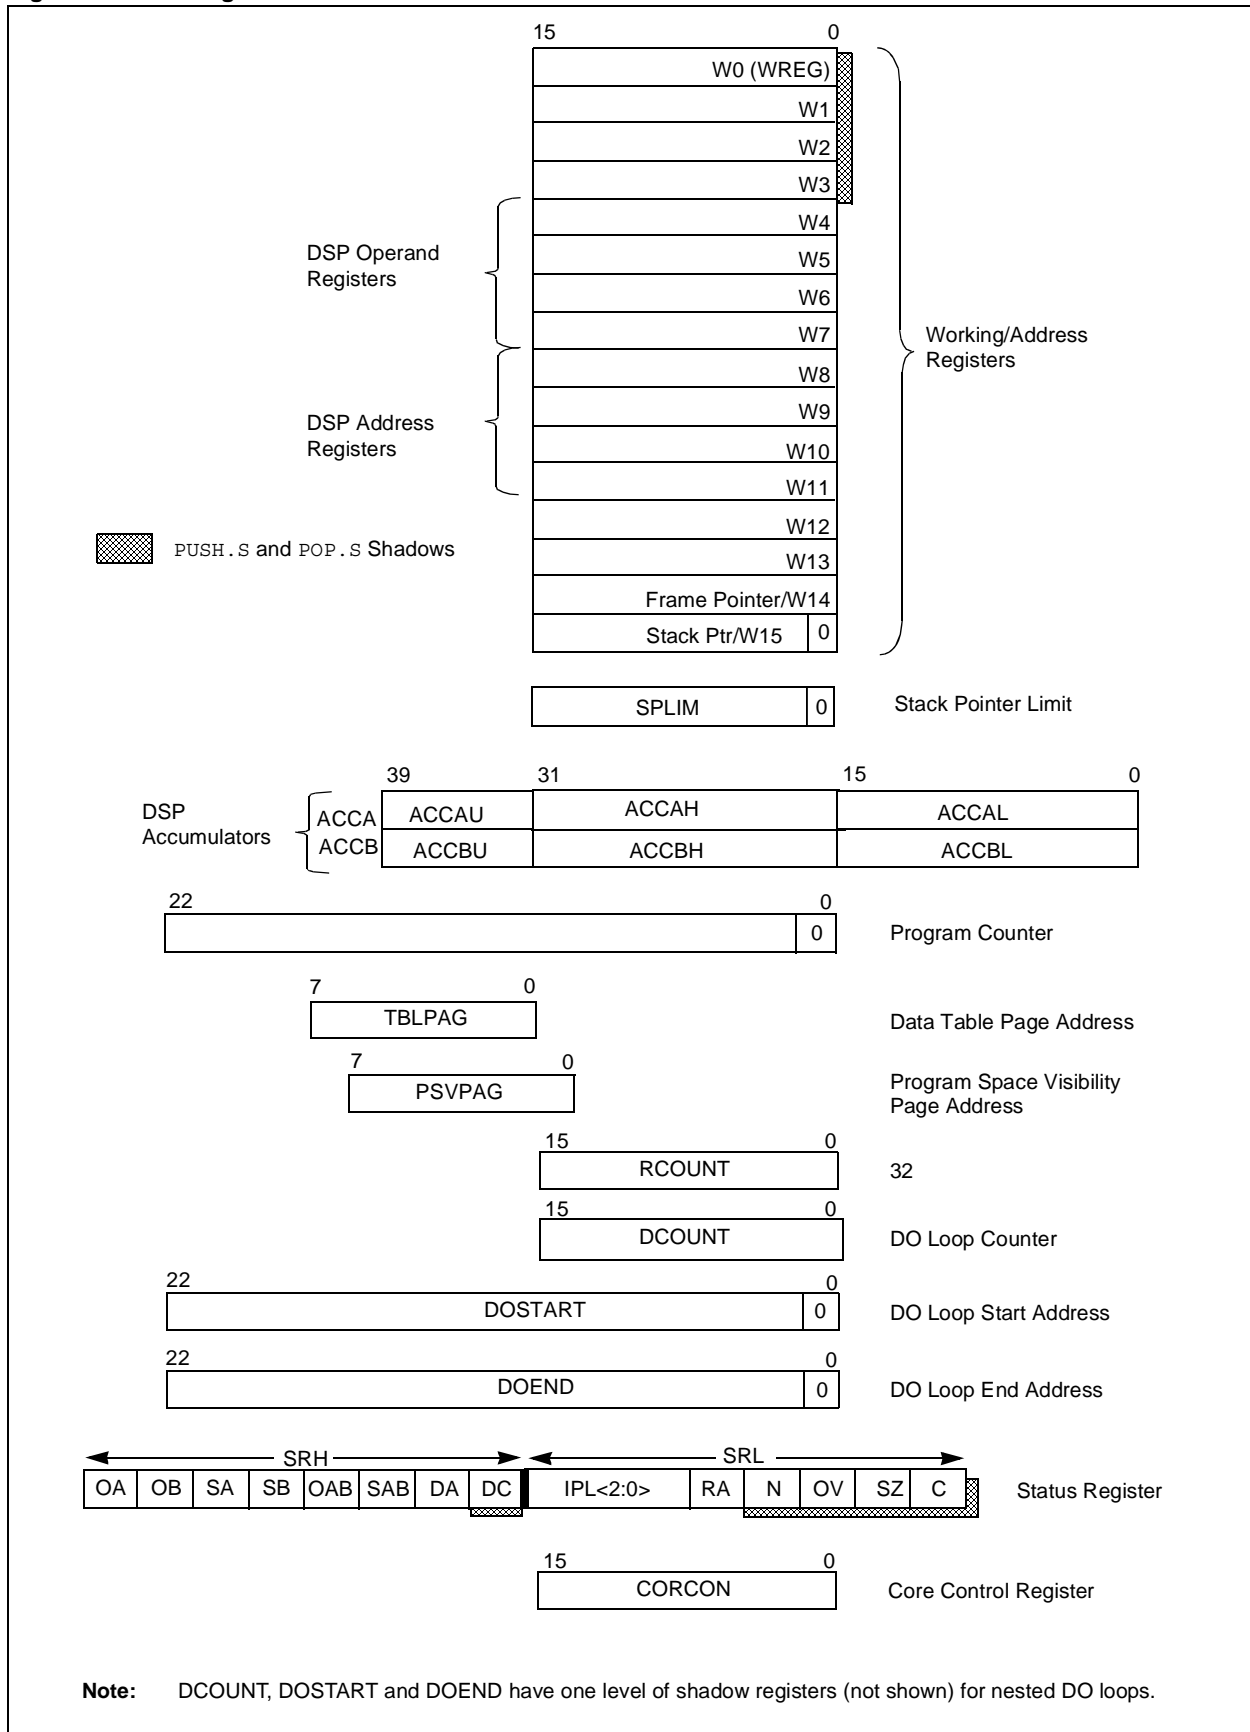 15 0
W0 (WREG)
W1
W2
W3
W4
DSP Operand
Registers
W5
W6
W7
Working/Address
Registers
W8
W9
DSP Address
Registers
W10
W11
W12
PUSH.S and POP.S Shadows
W13
Frame Pointer/W14
Stack Ptr/W15 0
SPLIM 0 Stack Pointer Limit
39 31 15 0
DSP
Accumulators
ACCA ACCAU ACCAH ACCAL
ACCB ACCBU ACCBH ACCBL
22 0
0 Program Counter
7 0
TBLPAG Data Table Page Address
7 0
PSVPAG Program Space Visibility
Page Address
15 0
RCOUNT 32
15 0
DCOUNT DO Loop Counter
22 0
DOSTART 0 DO Loop Start Address
22 0
DOEND 0 DO Loop End Address
SRH SRL
OA OB SA SB OAB SAB DA DC IPL<2:0> RA N OV SZ C Status Register
15 0
CORCON Core Control Register
Note: DCOUNT, DOSTART and DOEND have one level of shadow registers (not shown) for nested DO loops.